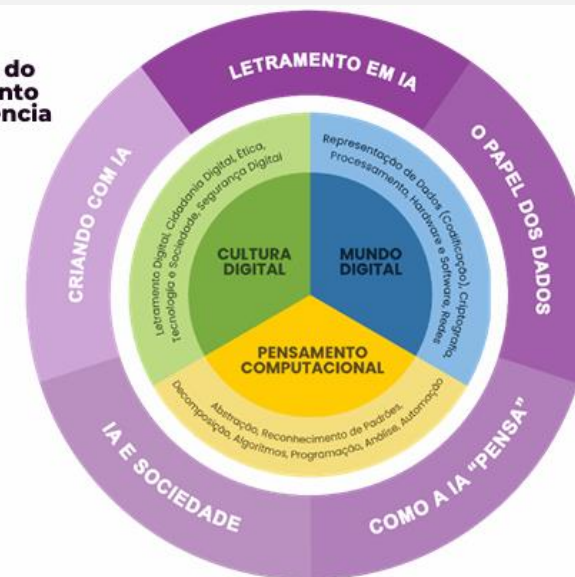 do
nto
ência
LETRAMENTO EM IA
O PAPEL DOS DADOS
COMO A IA “PENSA”
IA E SOCIEDADE
CRIANDO COM IA
Letramento Digital, Cidadania Digital, Ética,
Tecnologia e Sociedade, Segurança Digital
Representação de Dados (Codificação), Criptografia,
Processamento, Hardware e Software, Redes
CULTURA
DIGITAL
MUNDO
DIGITAL
PENSAMENTO
COMPUTACIONAL
Abstração, Reconhecimento de Padrões,
Decomposição, Algoritmos, Programação, Análise, Automação